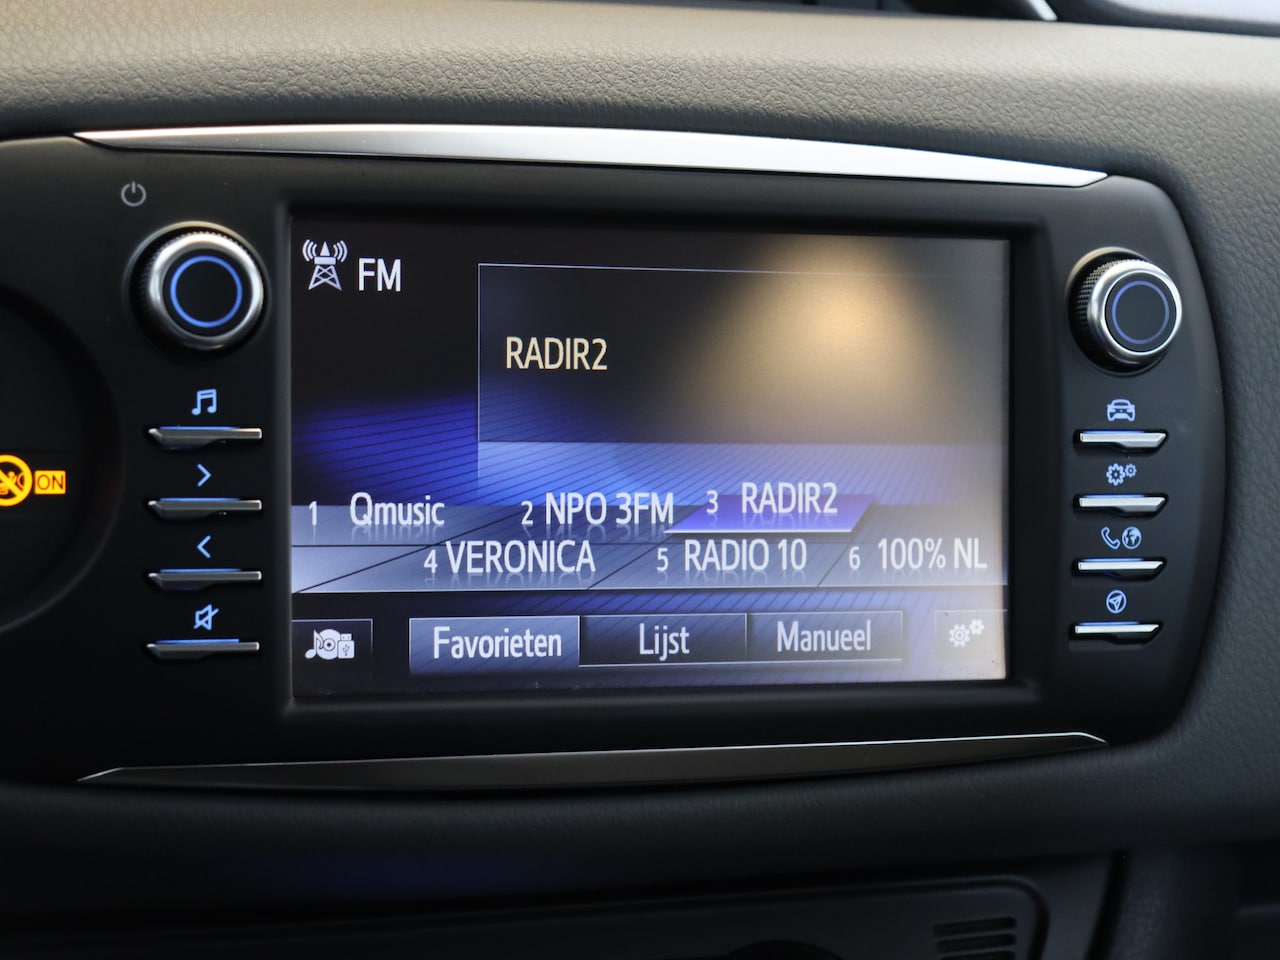 FM
RADIR2
1 Qmusic 2 NPO 3FM 3 RADIR2
4 VERONICA 5 RADIO 10 6 100% NL
ON
Favorieten Lijst Manueel